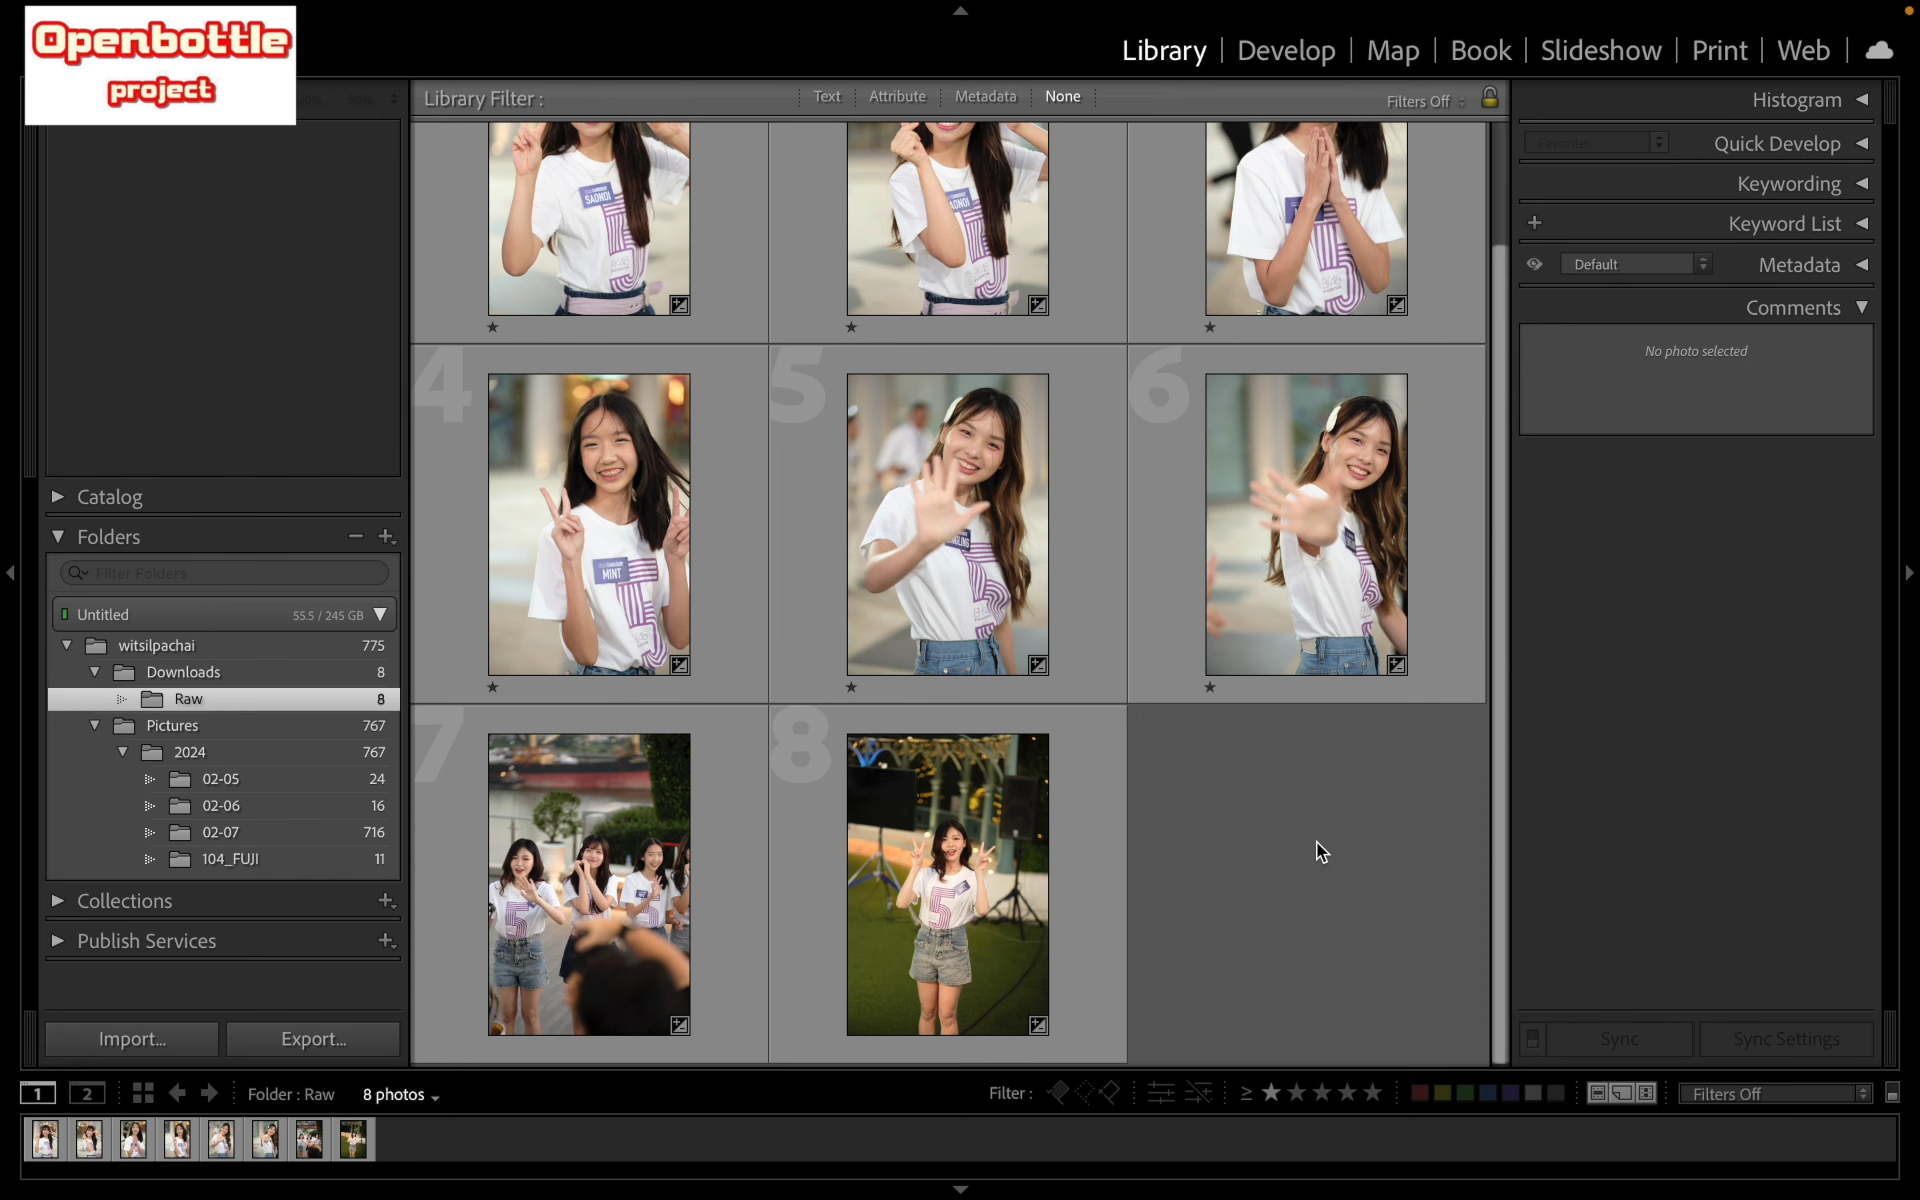 Openbottle
project
Library | Develop | Map | Book | Slideshow | Print | Web
Library Filter :
Text
Attribute
Metadata
None
Filters Off
Histogram
Favorites
Quick Develop
Keywording
Keyword List
Default
Metadata
Comments
No photo selected
SAONOI
4
5
6
MINT
7
8
5
5
5
Catalog
Folders
Filter Folders
Untitled
55.5 / 245 GB
witsilpachai 775
Downloads 8
Raw 8
Pictures 767
2024 767
02-05 24
02-06 16
02-07 716
104_FUJI 11
Collections
Publish Services
Import...
Export...
Sync
Sync Settings
1
2
Folder : Raw
8 photos
Filter :
Filters Off